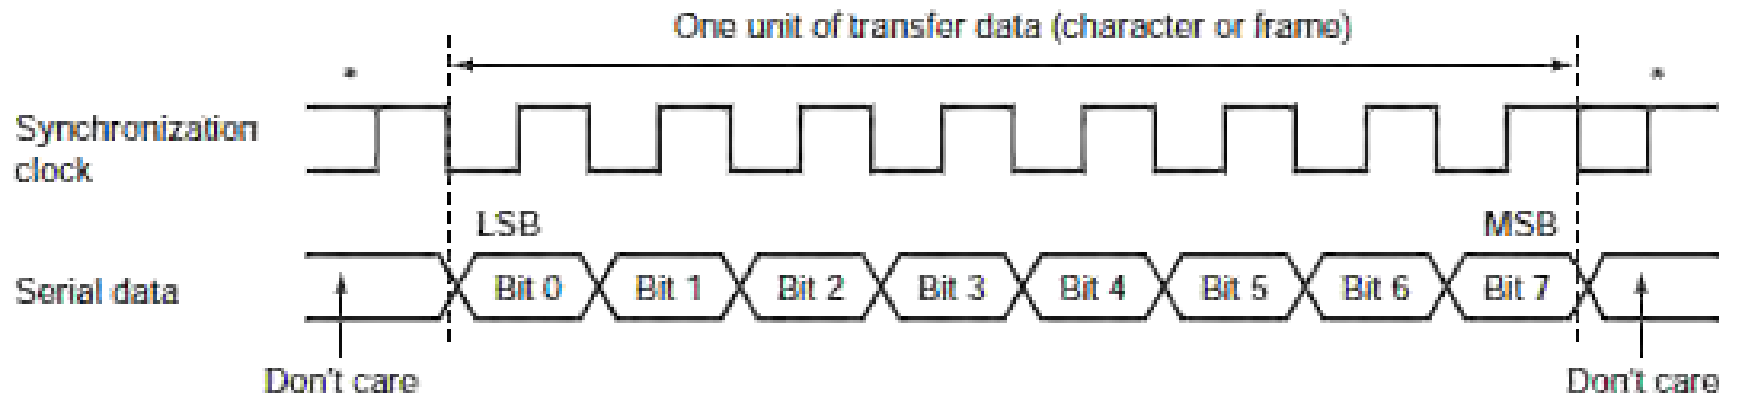 One unit of transfer data (character or frame)
* *
Synchronization
clock
LSB MSB
Serial data Bit 0 Bit 1 Bit 2 Bit 3 Bit 4 Bit 5 Bit 6 Bit 7
Don't care Don't care